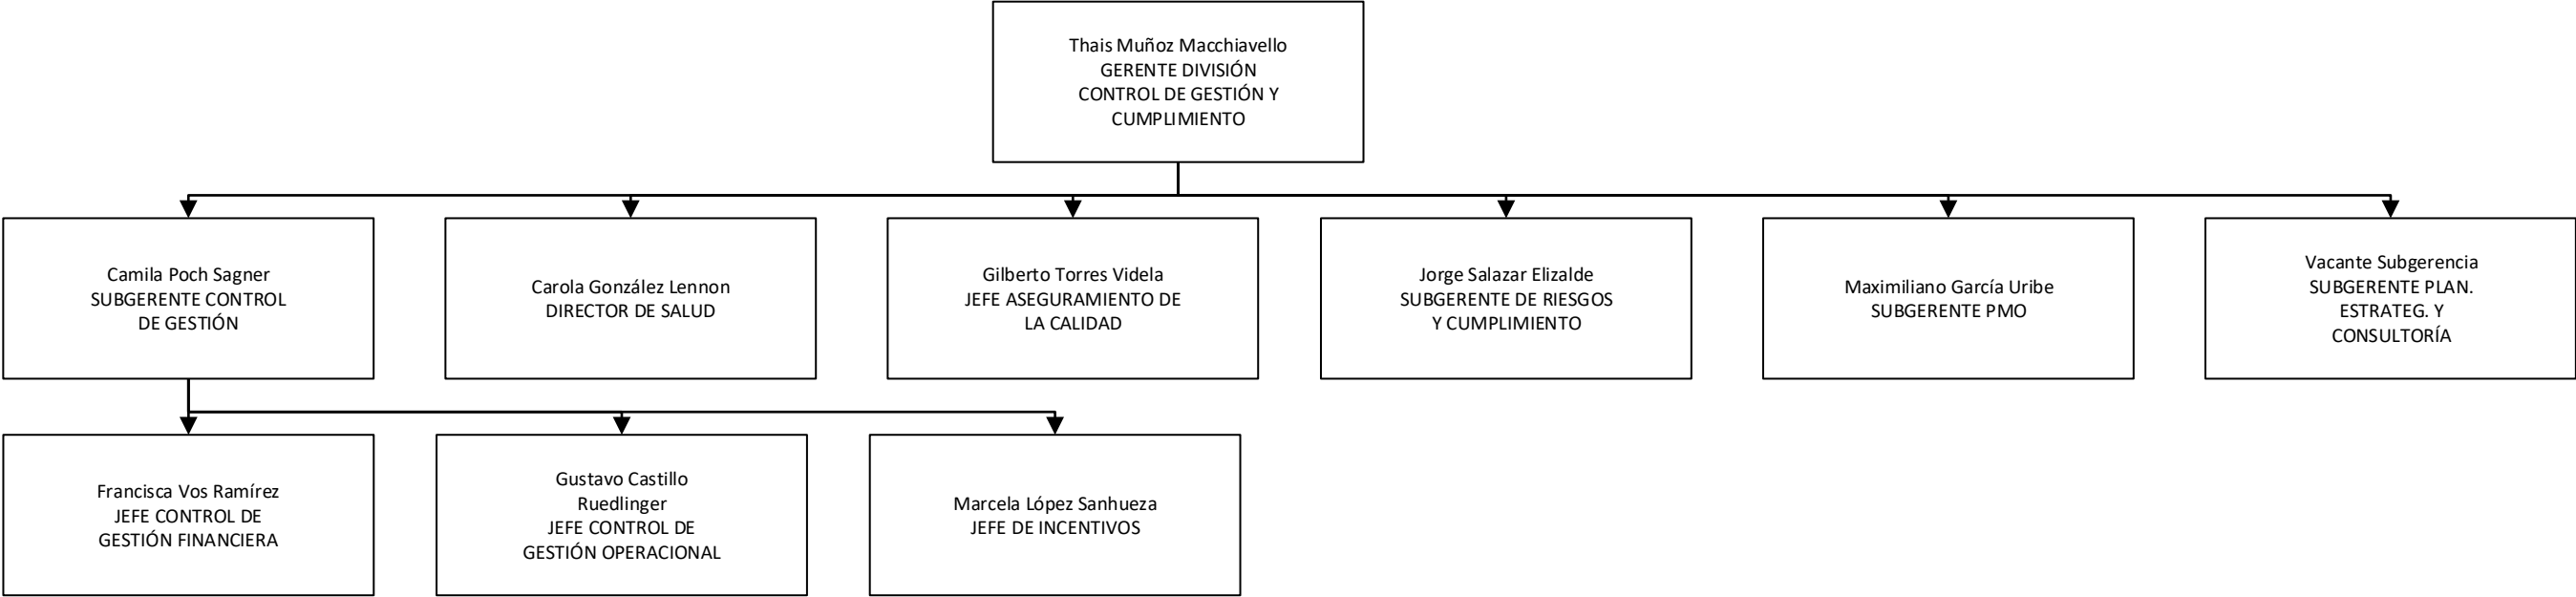 Thais Muñoz Macchiavello
GERENTE DIVISIÓN
CONTROL DE GESTIÓN Y
CUMPLIMIENTO
Camila Poch Sagner
SUBGERENTE CONTROL
DE GESTIÓN
Carola González Lennon
DIRECTOR DE SALUD
Gilberto Torres Videla
JEFE ASEGURAMIENTO DE
LA CALIDAD
Jorge Salazar Elizalde
SUBGERENTE DE RIESGOS
Y CUMPLIMIENTO
Maximiliano García Uribe
SUBGERENTE PMO
Vacante Subgerencia
SUBGERENTE PLAN.
ESTRATEG. Y
CONSULTORÍA
Francisca Vos Ramírez
JEFE CONTROL DE
GESTIÓN FINANCIERA
Gustavo Castillo
Ruedlinger
JEFE CONTROL DE
GESTIÓN OPERACIONAL
Marcela López Sanhueza
JEFE DE INCENTIVOS